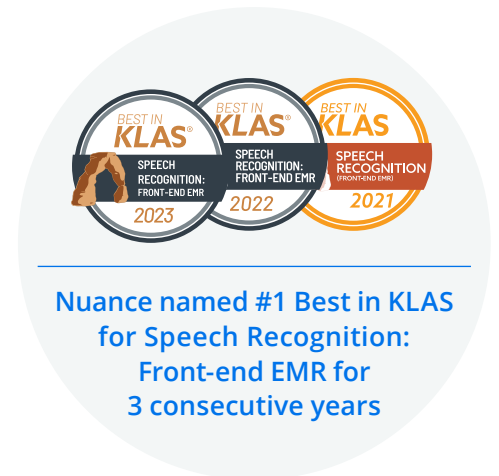 BEST IN
KLAS®
SPEECH
RECOGNITION:
FRONT-END EMR
2023
BEST IN
KLAS®
SPEECH
RECOGNITION:
FRONT-END EMR
2022
BEST IN
KLAS
SPEECH
RECOGNITION
(FRONT-END EMR)
2021
Nuance named #1 Best in KLAS
for Speech Recognition:
Front-end EMR for
3 consecutive years